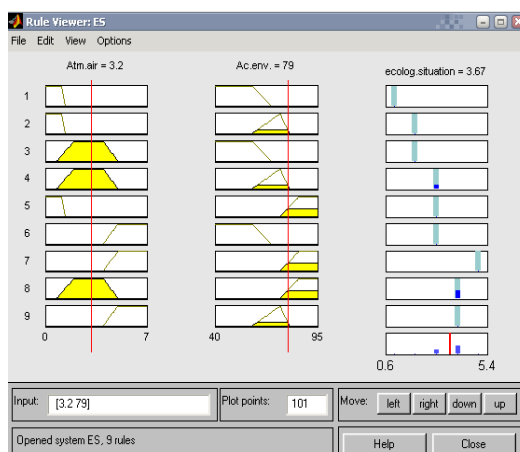 Rule Viewer: ES
File Edit View Options
Atm.air = 3.2 Ac.env. = 79 ecolog.situation = 3.67
1
2
3
4
5
6
7
8
9
0 7 40 95
0.6 5.4
Input: [3.2 79] Plot points: 101 Move: left right down up
Opened system ES, 9 rules Help Close